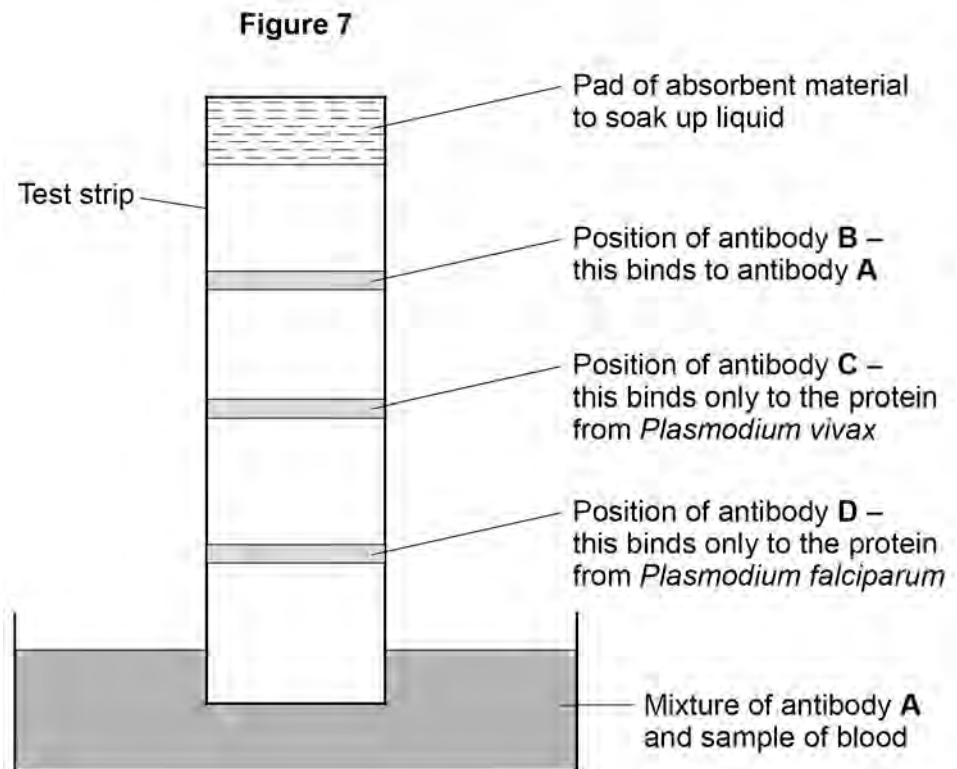 Figure 7
Pad of absorbent material
to soak up liquid
Test strip
Position of antibody B –
this binds to antibody A
Position of antibody C –
this binds only to the protein
from Plasmodium vivax
Position of antibody D –
this binds only to the protein
from Plasmodium falciparum
Mixture of antibody A
and sample of blood